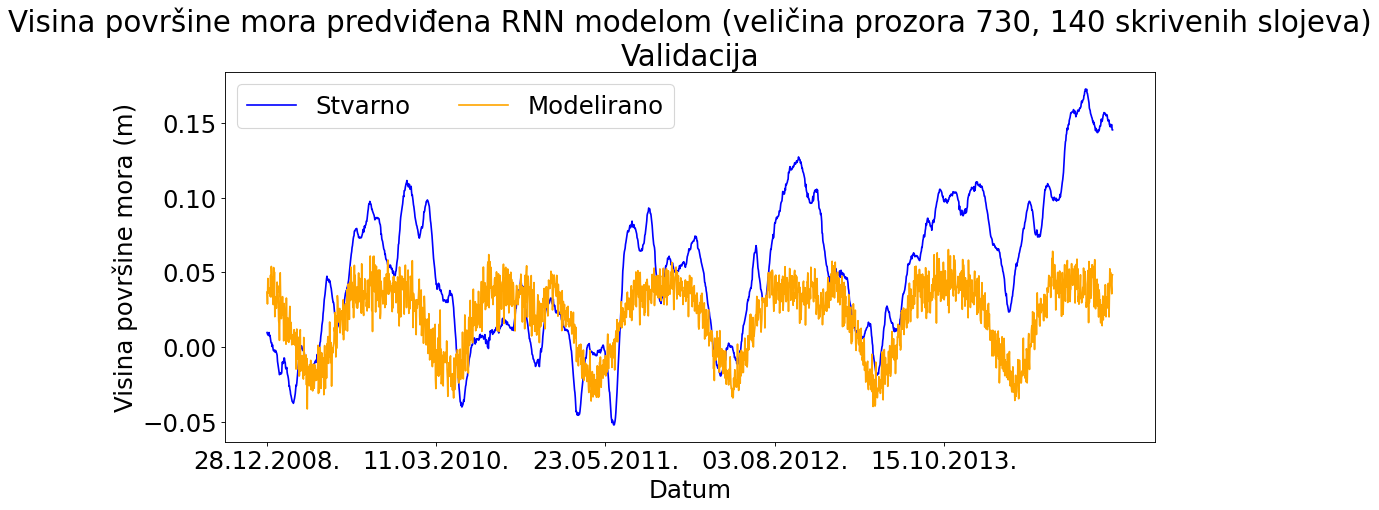 Visina površine mora predviđena RNN modelom (veličina prozora 730, 140 skrivenih slojeva)
Validacija
Stvarno
Modelirano
Visina površine mora (m)
0.15
0.10
0.05
0.00
−0.05
28.12.2008.
11.03.2010.
23.05.2011.
03.08.2012.
15.10.2013.
Datum